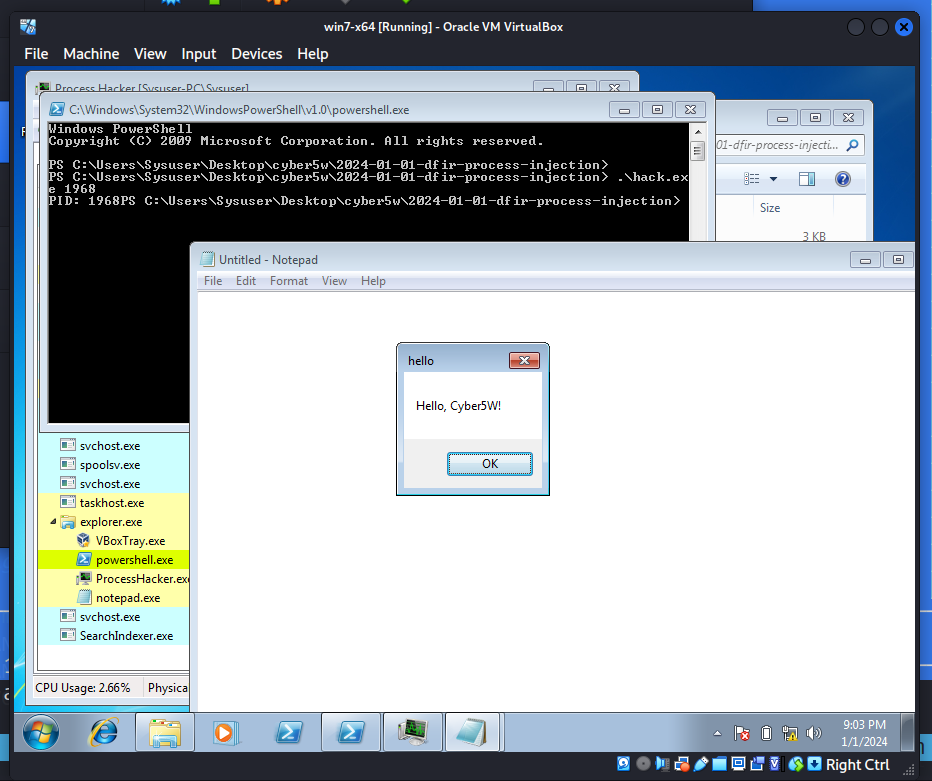 win7-x64 [Running] - Oracle VM VirtualBox
File Machine View Input Devices Help
Process Hacker [Sysuser-PC\Sysuser]
C:\Windows\System32\WindowsPowerShell\v1.0\powershell.exe
Windows PowerShell
Copyright (C) 2009 Microsoft Corporation. All rights reserved.
PS C:\Users\Sysuser\Desktop\cyber5w\2024-01-01-dfir-process-injection>
PS C:\Users\Sysuser\Desktop\cyber5w\2024-01-01-dfir-process-injection> .\hack.ex
e 1968
PID: 1968PS C:\Users\Sysuser\Desktop\cyber5w\2024-01-01-dfir-process-injection>
01-dfir-process-injecti...
Size
3 KB
Untitled - Notepad
File Edit Format View Help
hello
Hello, Cyber5W!
OK
svchost.exe
spoolsv.exe
svchost.exe
taskhost.exe
explorer.exe
VBoxTray.exe
powershell.exe
ProcessHacker.exe
notepad.exe
svchost.exe
SearchIndexer.exe
CPU Usage: 2.66% Physica
9:03 PM
1/1/2024
Right Ctrl